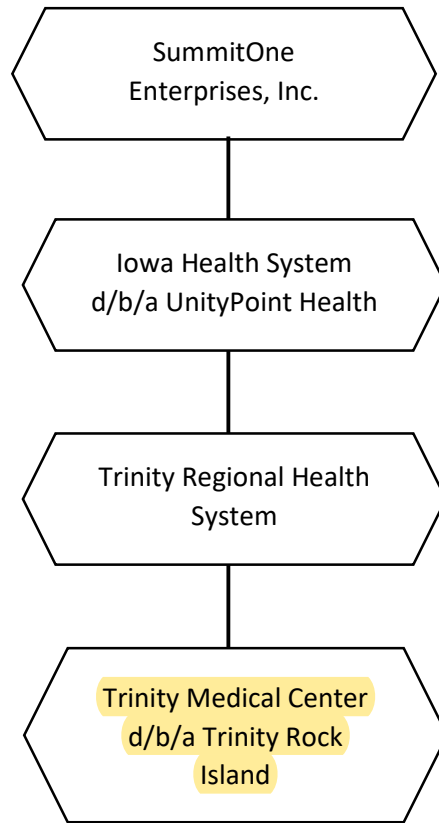 SummitOne
Enterprises, Inc.
Iowa Health System
d/b/a UnityPoint Health
Trinity Regional Health
System
Trinity Medical Center
d/b/a Trinity Rock
Island